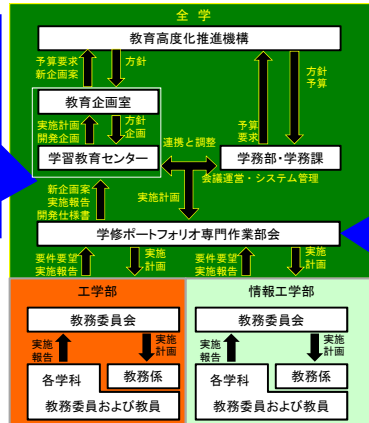 全 学
教育高度化推進機構
予算要求
新企画案
方針
方針
予算
教育企画室
実施計画
開発企画
方針
企画
予算
要求
連携と調整
学習教育センター
学務部・学務課
会議運営・システム管理
新企画案
実施報告
開発仕様書
実施計画
学修ポートフォリオ専門作業部会
要件要望
実施報告
実施
計画
要件要望
実施報告
実施
計画
工学部
教務委員会
実施
報告
実施
計画
各学科
教務係
教務委員および教員
情報工学部
教務委員会
実施
報告
実施
計画
各学科
教務係
教務委員および教員